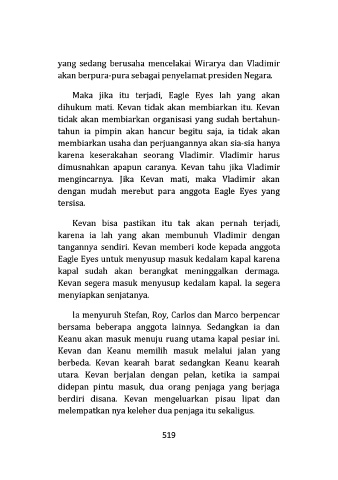 yang sedang berusaha mencelakai Wirarya dan Vladimir
akan berpura-pura sebagai penyelamat presiden Negara.
Maka jika itu terjadi, Eagle Eyes lah yang akan
dihukum mati. Kevan tidak akan membiarkan itu. Kevan
tidak akan membiarkan organisasi yang sudah bertahun-
tahun ia pimpin akan hancur begitu saja, ia tidak akan
membiarkan usaha dan perjuangannya akan sia-sia hanya
karena keserakahan seorang Vladimir. Vladimir harus
dimusnahkan apapun caranya. Kevan tahu jika Vladimir
mengincarnya. Jika Kevan mati, maka Vladimir akan
dengan mudah merebut para anggota Eagle Eyes yang
tersisa.
Kevan bisa pastikan itu tak akan pernah terjadi,
karena ia lah yang akan membunuh Vladimir dengan
tangannya sendiri. Kevan memberi kode kepada anggota
Eagle Eyes untuk menyusup masuk kedalam kapal karena
kapal sudah akan berangkat meninggalkan dermaga.
Kevan segera masuk menyusup kedalam kapal. Ia segera
menyiapkan senjatanya.
Ia menyuruh Stefan, Roy, Carlos dan Marco berpencar
bersama beberapa anggota lainnya. Sedangkan ia dan
Keanu akan masuk menuju ruang utama kapal pesiar ini.
Kevan dan Keanu memilih masuk melalui jalan yang
berbeda. Kevan kearah barat sedangkan Keanu kearah
utara. Kevan berjalan dengan pelan, ketika ia sampai
didepan pintu masuk, dua orang penjaga yang berjaga
berdiri disana. Kevan mengeluarkan pisau lipat dan
melempatkan nya keleher dua penjaga itu sekaligus.
519